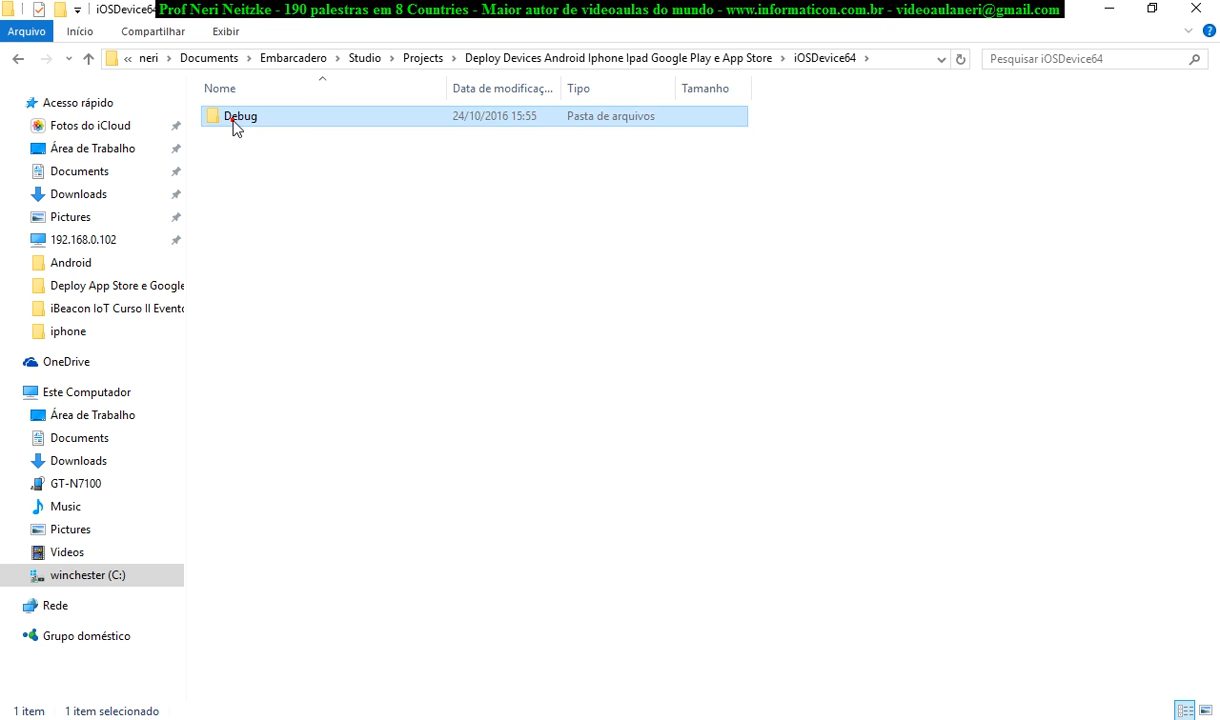 iOSDevice64
Prof Neri Neitzke - 190 palestras em 8 Countries - Maior autor de videoaulas do mundo - www.informaticon.com.br - videoaulaneri@gmail.com
Arquivo Início Compartilhar Exibir
« neri > Documents > Embarcadero > Studio > Projects > Deploy Devices Android Iphone Ipad Google Play e App Store > iOSDevice64 >
Pesquisar iOSDevice64
Nome Data de modificaç... Tipo Tamanho
Debug 24/10/2016 15:55 Pasta de arquivos
Acesso rápido
Fotos do iCloud
Área de Trabalho
Documents
Downloads
Pictures
192.168.0.102
Android
Deploy App Store e Google
iBeacon IoT Curso II Evento
iphone
OneDrive
Este Computador
Área de Trabalho
Documents
Downloads
GT-N7100
Music
Pictures
Videos
winchester (C:)
Rede
Grupo doméstico
1 item 1 item selecionado